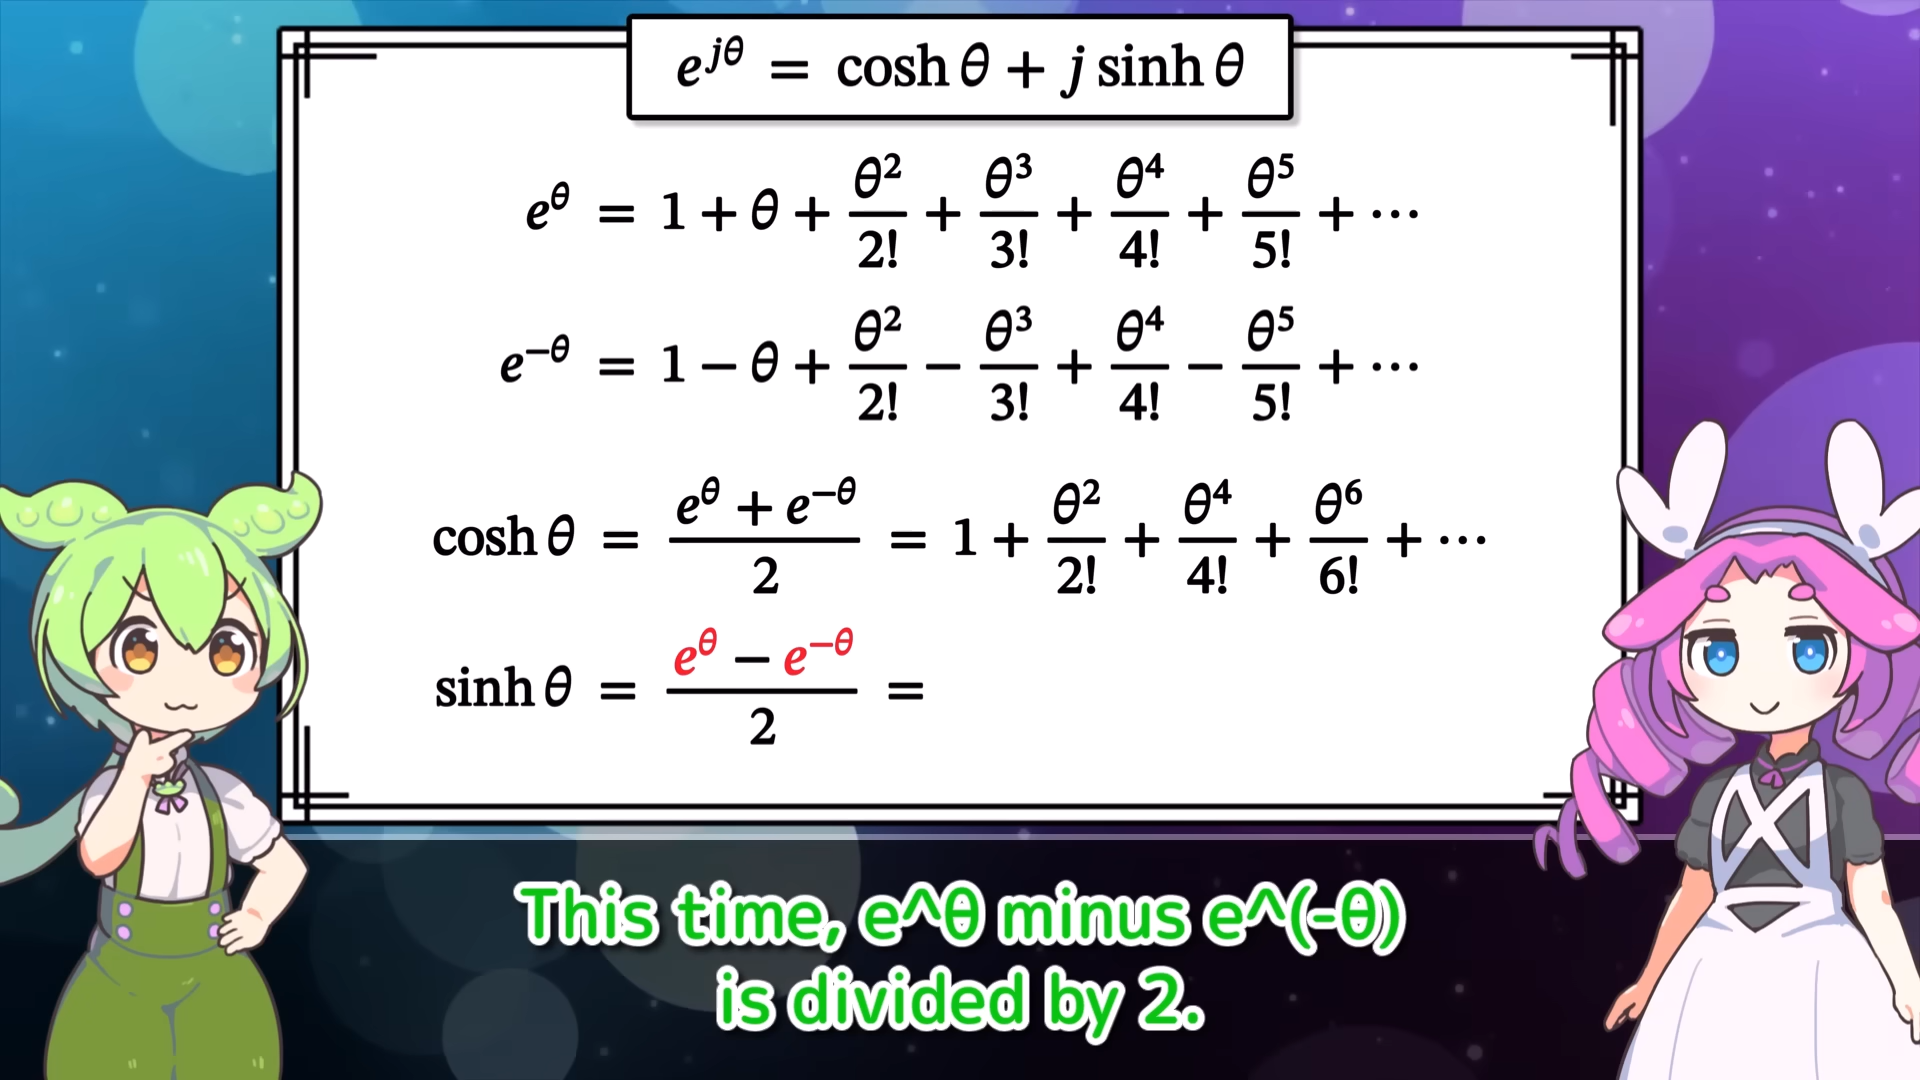 e^{jθ} = cosh θ + j sinh θ
e^θ = 1 + θ + θ²/2! + θ³/3! + θ⁴/4! + θ⁵/5! + ⋯
e^{−θ} = 1 − θ + θ²/2! − θ³/3! + θ⁴/4! − θ⁵/5! + ⋯
cosh θ = (e^θ + e^{−θ})/2 = 1 + θ²/2! + θ⁴/4! + θ⁶/6! + ⋯
sinh θ = (e^θ − e^{−θ})/2 =
This time, e^θ minus e^(-θ)
is divided by 2.